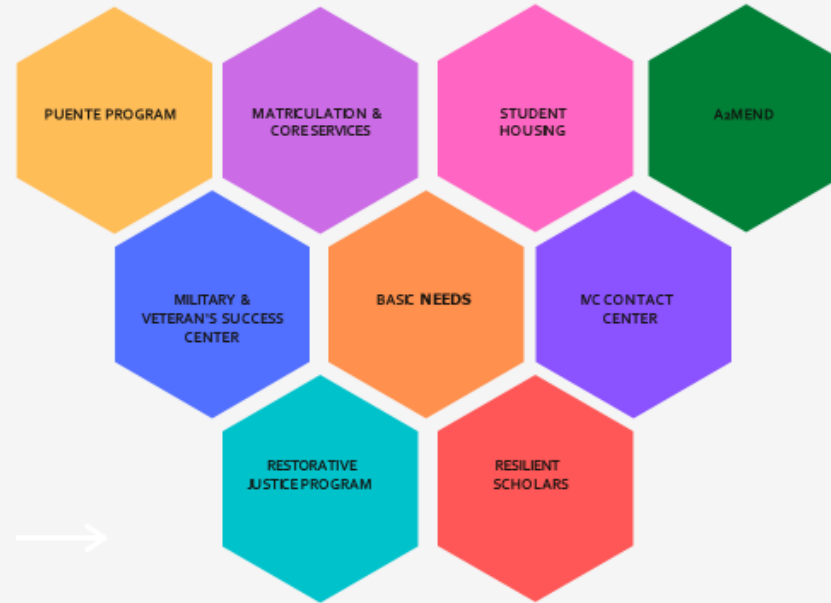 PUENTE PROGRAM
MATRICULATION &
CORE SERVICES
STUDENT
HOUSING
A2MEND
MILITARY &
VETERAN'S SUCCESS
CENTER
BASIC NEEDS
IVC CONTACT
CENTER
RESTORATIVE
JUSTICE PROGRAM
RESILIENT
SCHOLARS